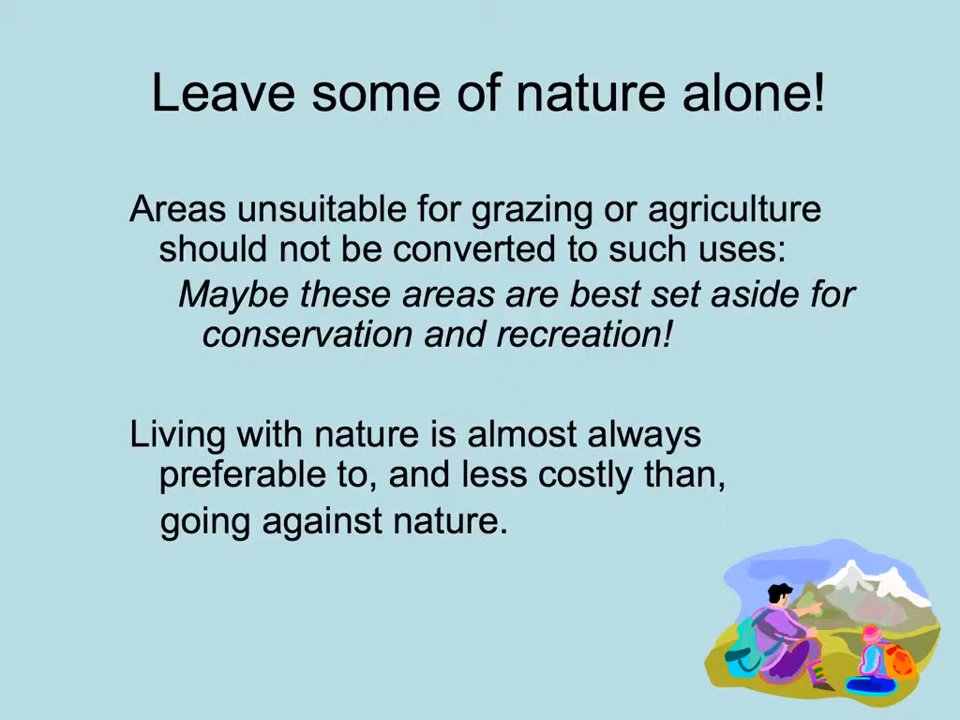 Leave some of nature alone!
Areas unsuitable for grazing or agriculture
should not be converted to such uses:
Maybe these areas are best set aside for
conservation and recreation!
Living with nature is almost always
preferable to, and less costly than,
going against nature.